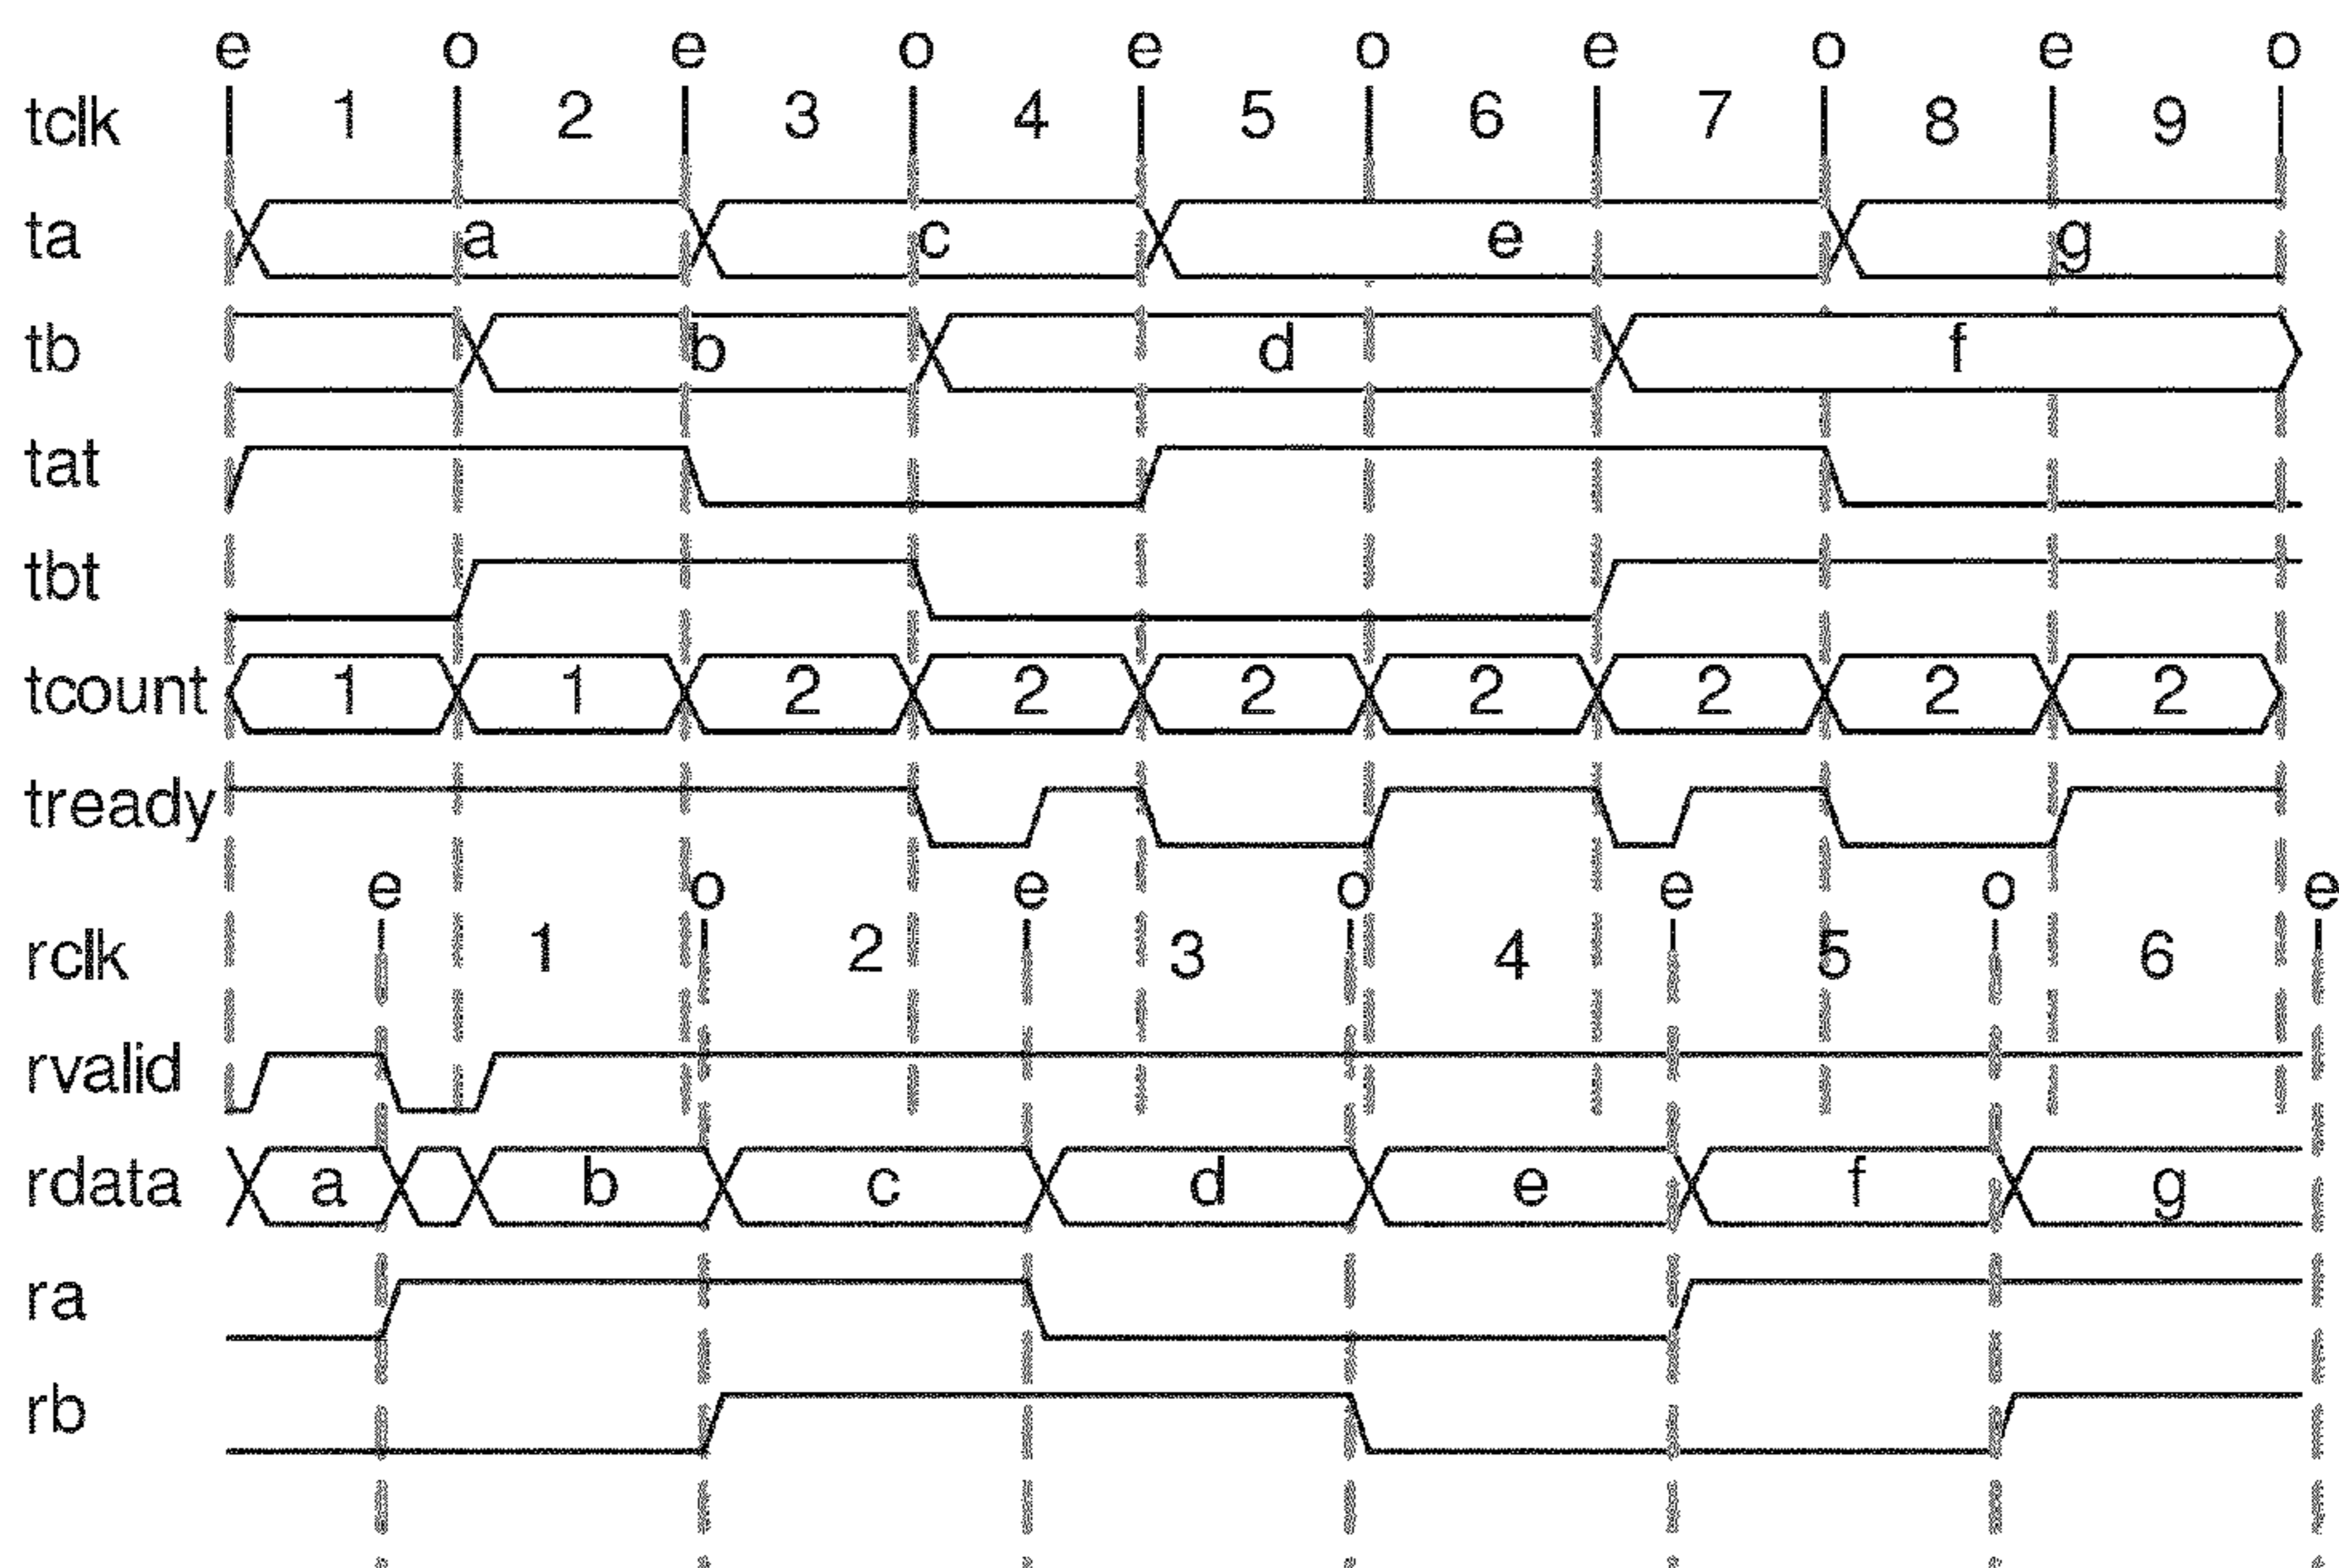 e o e o e o e o e o
tclk 1 2 3 4 5 6 7 8 9
ta a c e g
tb b d f
tat
tbt
tcount 1 1 2 2 2 2 2 2 2
tready
e o e o e o e
rclk 1 2 3 4 5 6
rvalid
rdata a b c d e f g
ra
rb